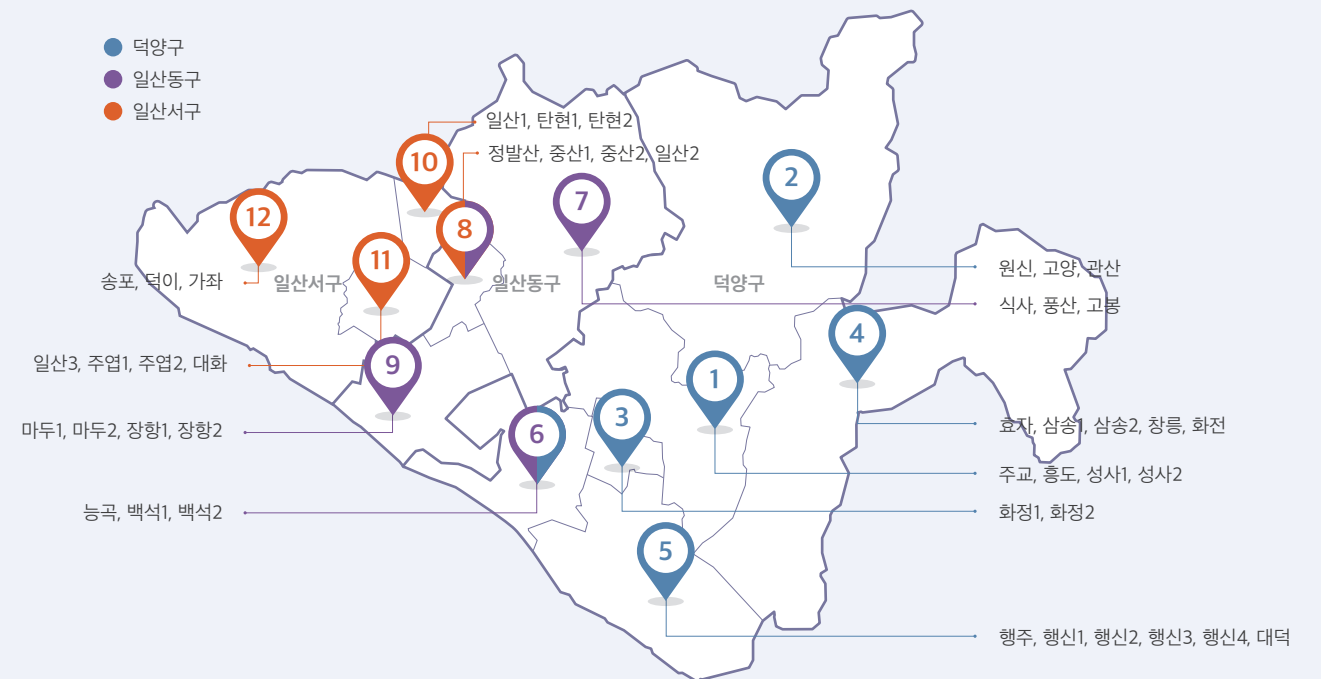 덕양구
일산동구
일산서구
일산1, 탄현1, 탄현2
정발산, 중산1, 중산2, 일산2
10
2
7
12
8
11
송포, 덕이, 가좌
일산서구
일산동구
덕양구
원신, 고양, 관산
식사, 풍산, 고봉
4
일산3, 주엽1, 주엽2, 대화
9
1
3
6
마두1, 마두2, 장항1, 장항2
효자, 삼송1, 삼송2, 창릉, 화전
주교, 흥도, 성사1, 성사2
능곡, 백석1, 백석2
화정1, 화정2
5
행주, 행신1, 행신2, 행신3, 행신4, 대덕